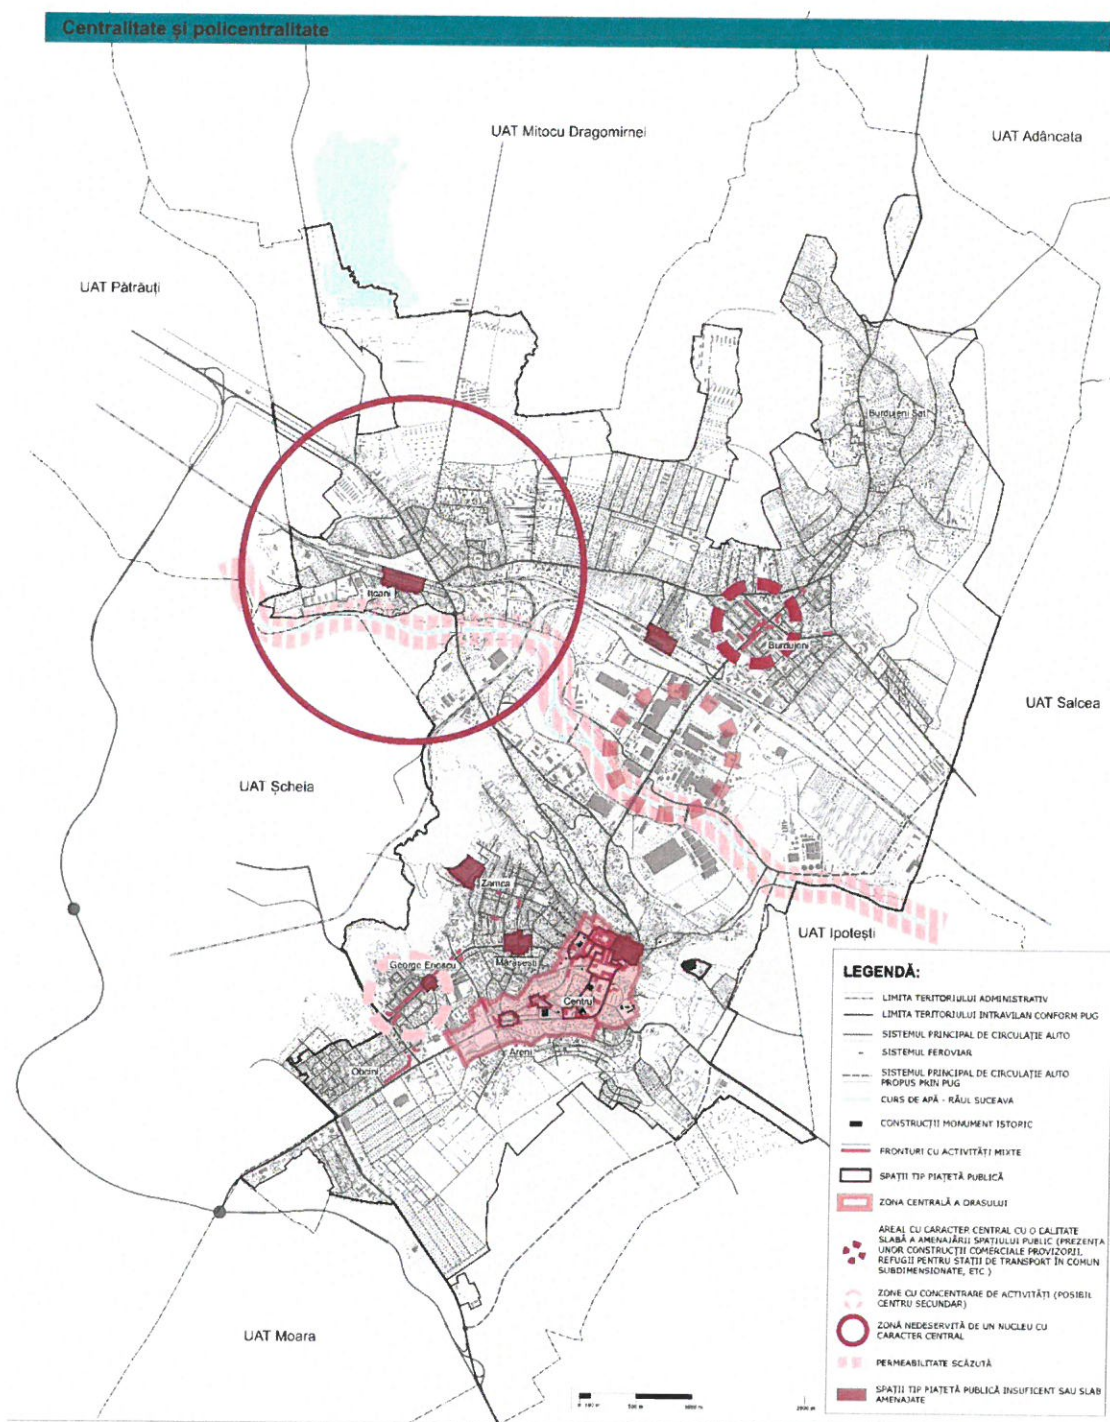 Centralitate și policentralitate
UAT Mitocu Dragomirnei
UAT Adâncata
UAT Pătrăuți
Burdujeni Sat
Ițcani
Burdujeni
UAT Salcea
UAT Șcheia
Zamca
UAT Ipotești
George Enescu
Mărășești
Centru
Areni
Obcini
UAT Moara
LEGENDĂ:
LIMITA TERITORIULUI ADMINISTRATIV
LIMITA TERITORIULUI INTRAVILAN CONFORM PUG
SISTEMUL PRINCIPAL DE CIRCULAȚIE AUTO
SISTEMUL FEROVIAR
SISTEMUL PRINCIPAL DE CIRCULAȚIE AUTO
PROPUS PRIN PUG
CURS DE APĂ - RÂUL SUCEAVA
CONSTRUCȚII MONUMENT ISTORIC
FRONTURI CU ACTIVITĂȚI MIXTE
SPAȚII TIP PIAȚETĂ PUBLICĂ
ZONA CENTRALĂ A ORAȘULUI
AREAL CU CARACTER CENTRAL CU O CALITATE
SLABĂ A AMENAJĂRII SPAȚIULUI PUBLIC (PREZENȚA
UNOR CONSTRUCȚII COMERCIALE PROVIZORII,
REFUGII PENTRU STAȚII DE TRANSPORT ÎN COMUN
SUBDIMENSIONATE, ETC )
ZONE CU CONCENTRARE DE ACTIVITĂȚI (POSIBIL
CENTRU SECUNDAR)
ZONĂ NEDESERVITĂ DE UN NUCLEU CU
CARACTER CENTRAL
PERMEABILITATE SCĂZUTĂ
SPAȚII TIP PIAȚETĂ PUBLICĂ INSUFICENT SAU SLAB
AMENAJATE